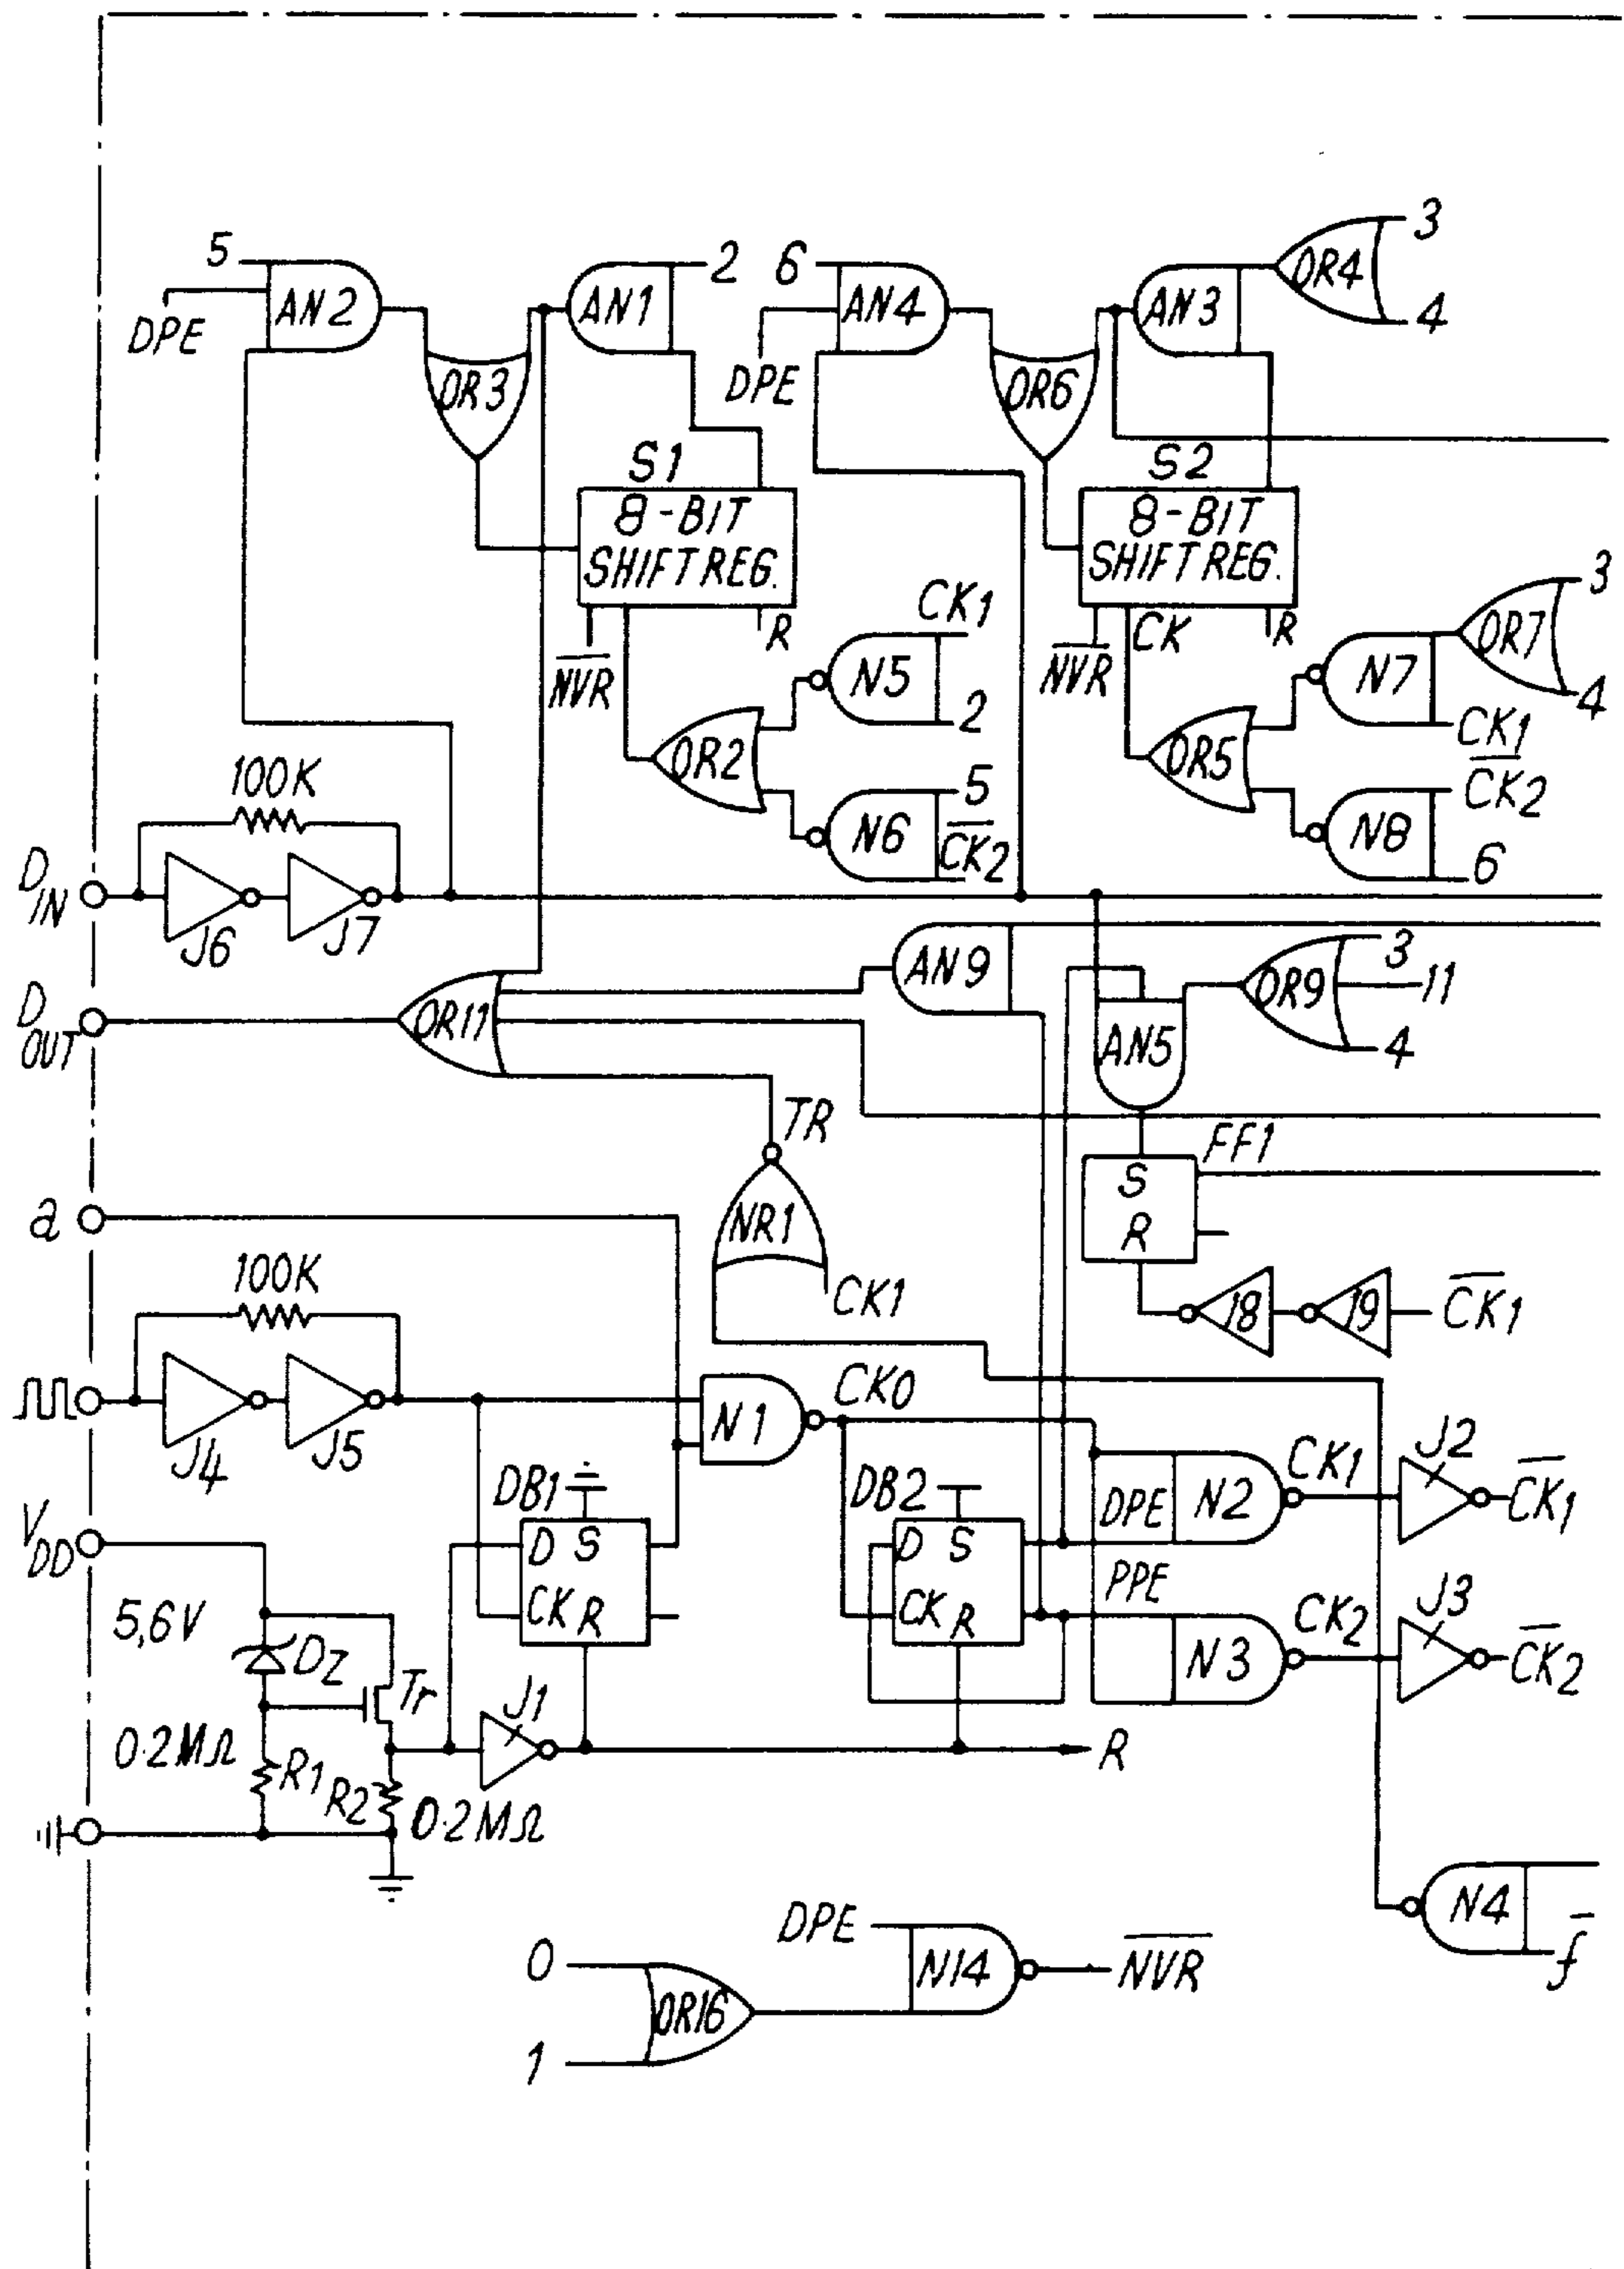 3
5
2
6
OR4
AN2
AN1
AN4
AN3
4
DPE
DPE
OR3
OR6
S1
S2
8-BIT
SHIFT REG.
8-BIT
SHIFT REG.
3
CK1
CK
R
R
OR7
N5
N7
NVR
NVR
2
4
OR2
CK1
OR5
100K
5
CK2
N6
N8
CK2
6
DIN
J6
J7
3
AN9
OR9
11
DOUT
OR11
AN5
4
TR
FF1
S
a
NR1
R
100K
CK1
J8
J9
CK1
CK0
N1
J4
J5
J2
CK1
CK1
DB1
DB2
DPE
N2
VDD
D S
D S
PPE
J3
5,6V
CK R
CK R
CK2
DZ
N3
CK2
Tr
J1
0.2MΩ
R1
R
R2
0.2MΩ
N4
DPE
f
0
N14
NVR
OR16
1